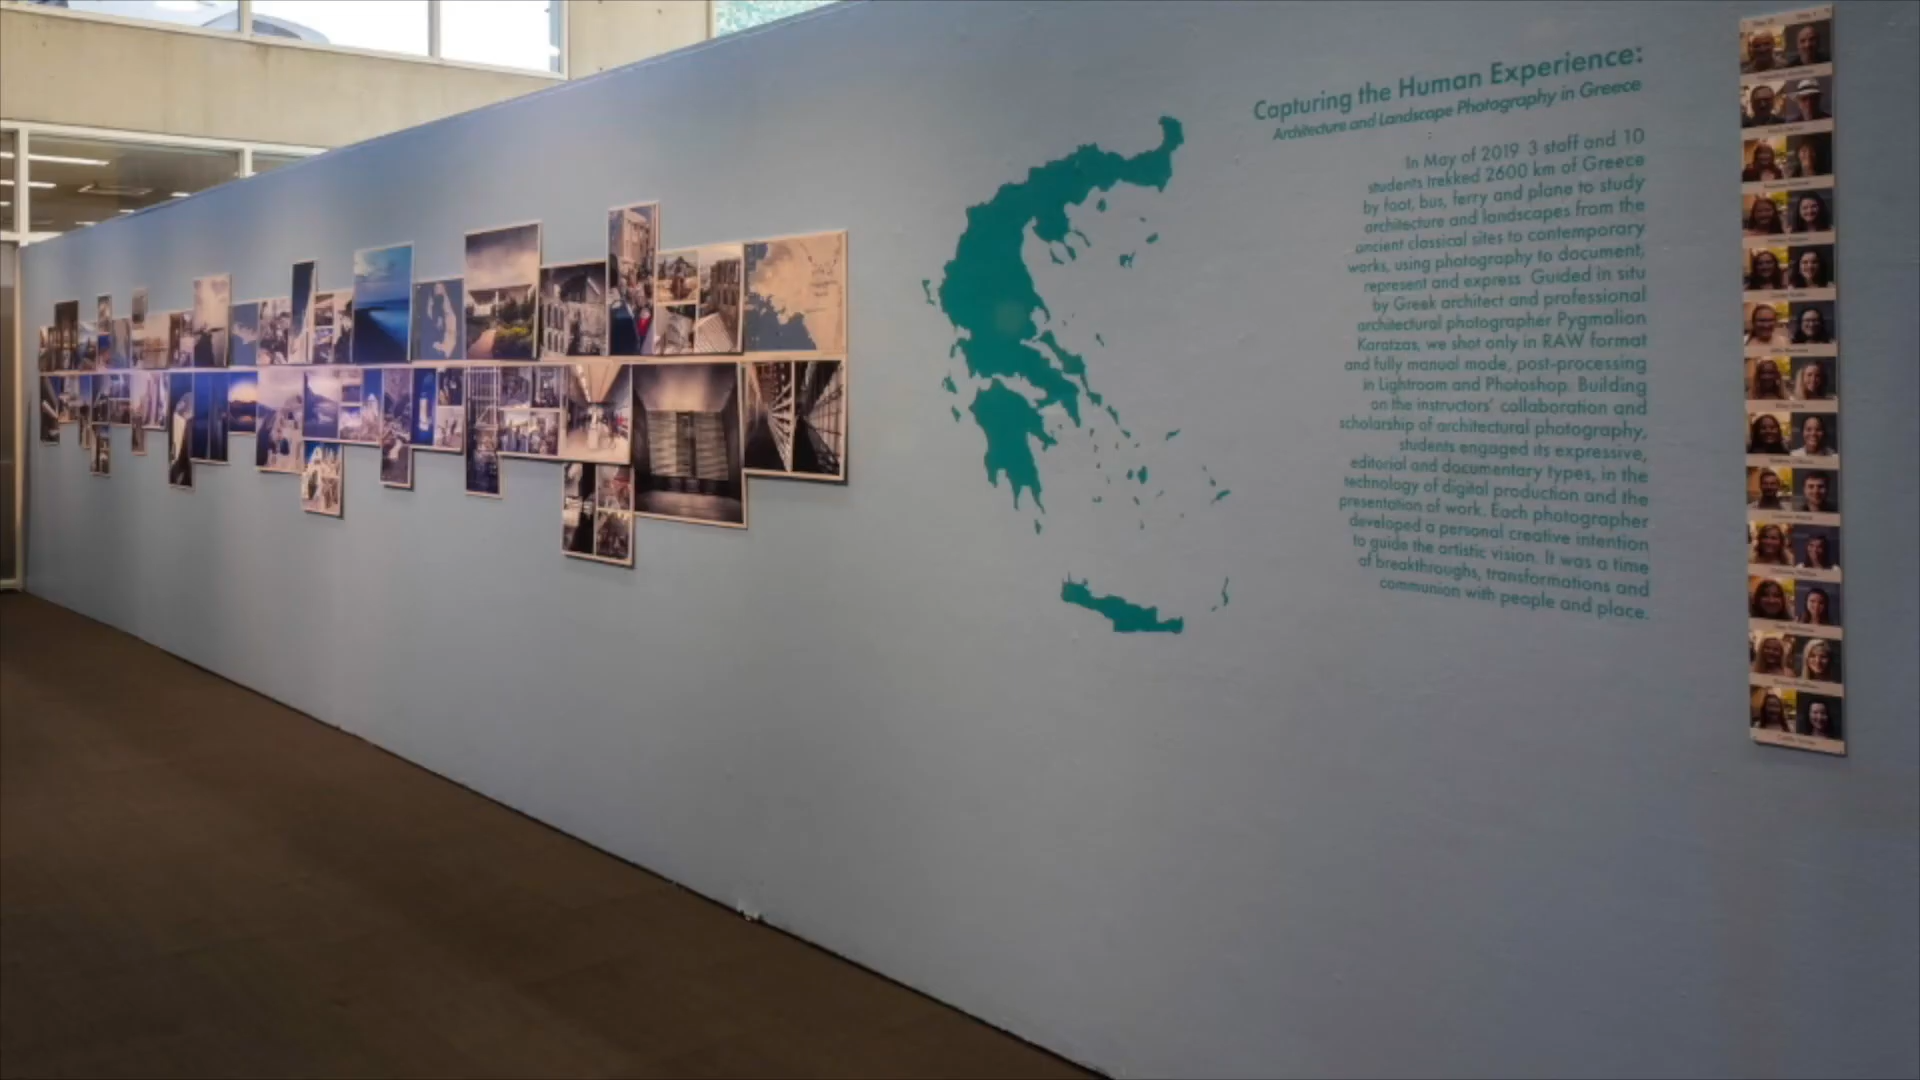 Capturing the Human Experience:
Architecture and Landscape Photography in Greece
In May of 2019 3 staff and 10
students trekked 2600 km of Greece
by foot, bus, ferry and plane to study
architecture and landscapes from the
ancient classical sites to contemporary
works, using photography to document,
represent and express Guided in situ
by Greek architect and professional
architectural photographer Pygmalion
Karatzas, we shot only in RAW format
and fully manual mode, post-processing
in Lightroom and Photoshop. Building
on the instructors' collaboration and
scholarship of architectural photography,
students engaged its expressive,
editorial and documentary types, in the
technology of digital production and the
presentation of work. Each photographer
developed a personal creative intention
to guide the artistic vision. It was a time
of breakthroughs, transformations and
communion with people and place.